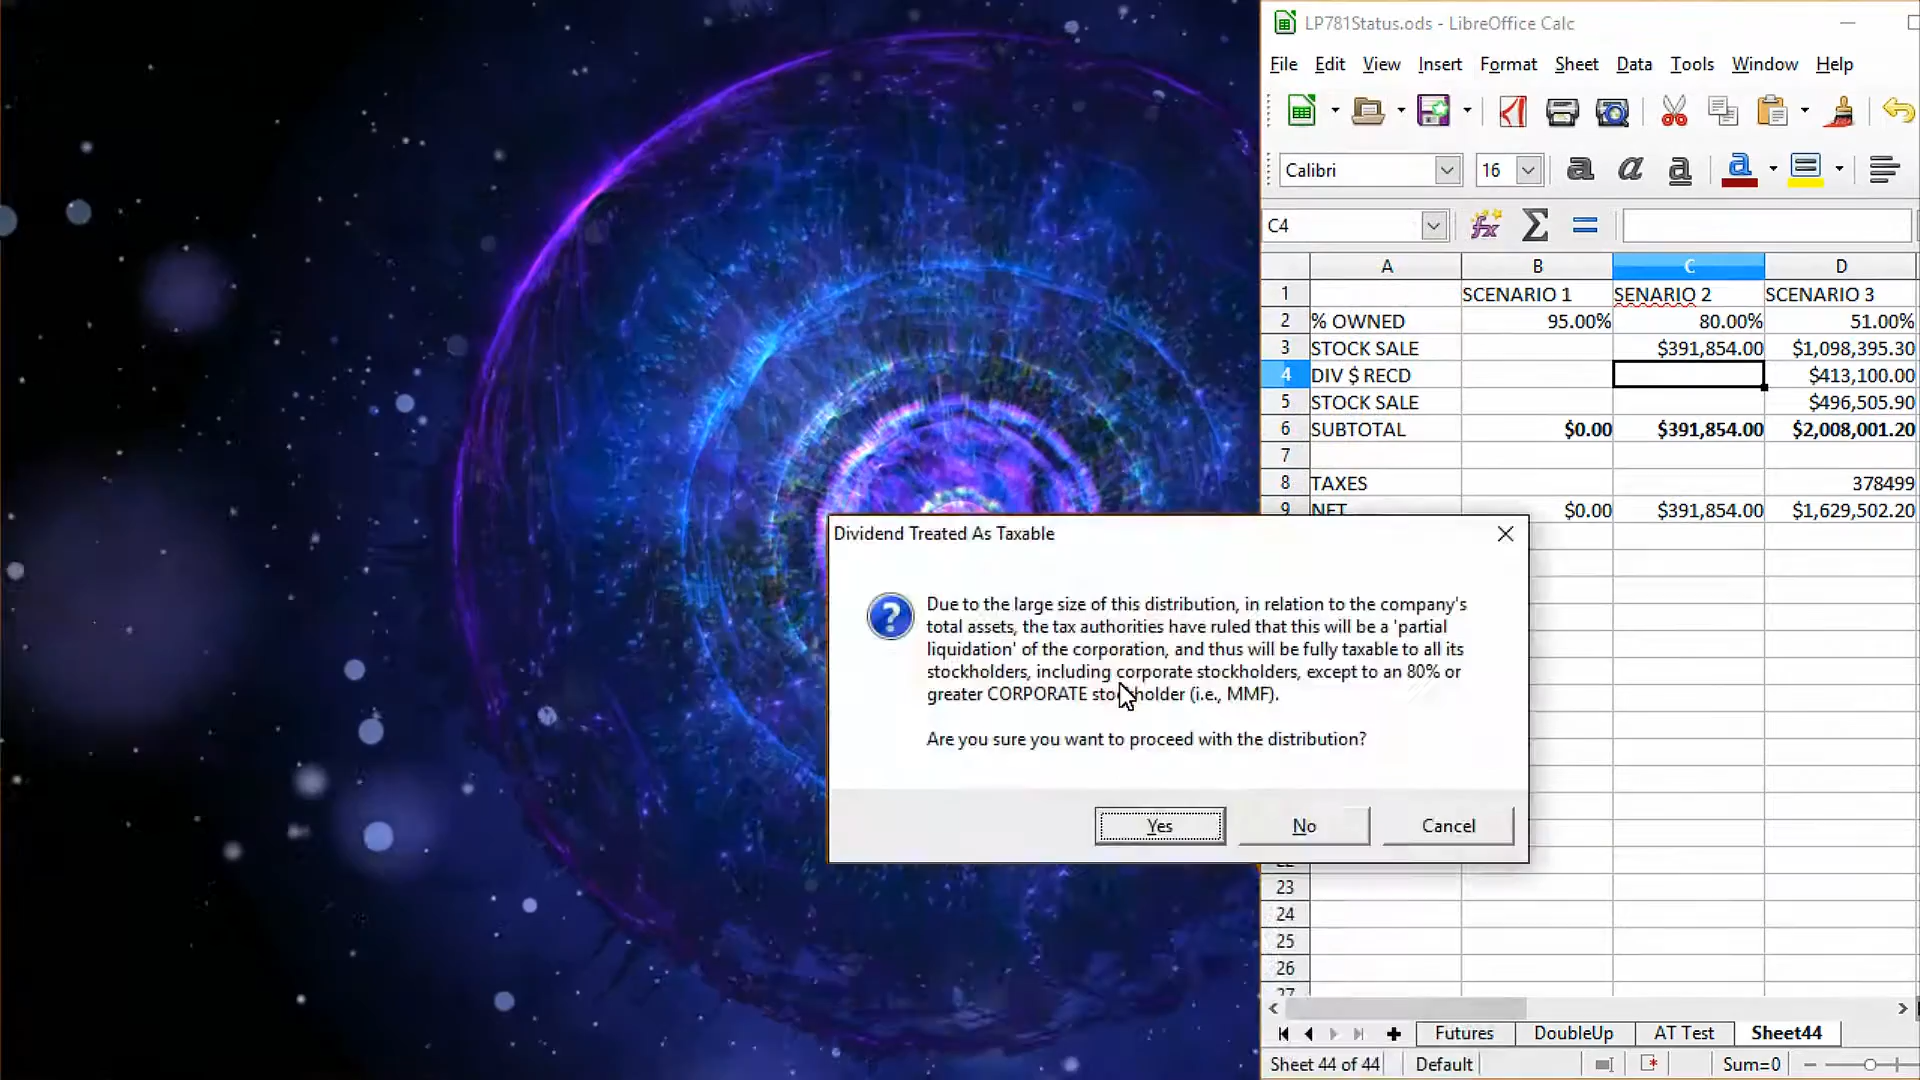 LP781Status.ods - LibreOffice Calc
File Edit View Insert Format Sheet Data Tools Window Help
Calibri 16 a a a a
C4
A B C D
1 SCENARIO 1 SENARIO 2 SCENARIO 3
2 % OWNED 95.00% 80.00% 51.00%
3 STOCK SALE $391,854.00 $1,098,395.30
4 DIV $ RECD $413,100.00
5 STOCK SALE $496,505.90
6 SUBTOTAL $0.00 $391,854.00 $2,008,001.20
7
8 TAXES 378499
9 NET $0.00 $391,854.00 $1,629,502.20
Dividend Treated As Taxable
Due to the large size of this distribution, in relation to the company's
total assets, the tax authorities have ruled that this will be a 'partial
liquidation' of the corporation, and thus will be fully taxable to all its
stockholders, including corporate stockholders, except to an 80% or
greater CORPORATE stockholder (i.e., MMF).
Are you sure you want to proceed with the distribution?
Yes No Cancel
23
24
25
26
27
Futures DoubleUp AT Test Sheet44
Sheet 44 of 44 Default Sum=0